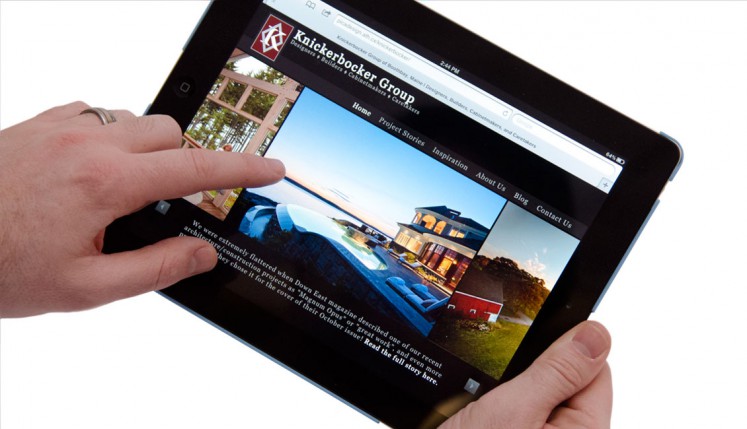 2:44 PM
64%
Knickerbocker Group of Boothbay, Maine | Designers, Builders, Cabinetmakers, and Caretakers
Knickerbocker Group
Designers • Builders • Cabinetmakers • Caretakers
Home Project Stories Inspiration About Us Blog Contact Us
We were extremely flattered when Down East magazine described one of our recent
architecture/construction projects as "Magnum Opus" or "great work", and even more
they chose it for the cover of their October issue! Read the full story here.